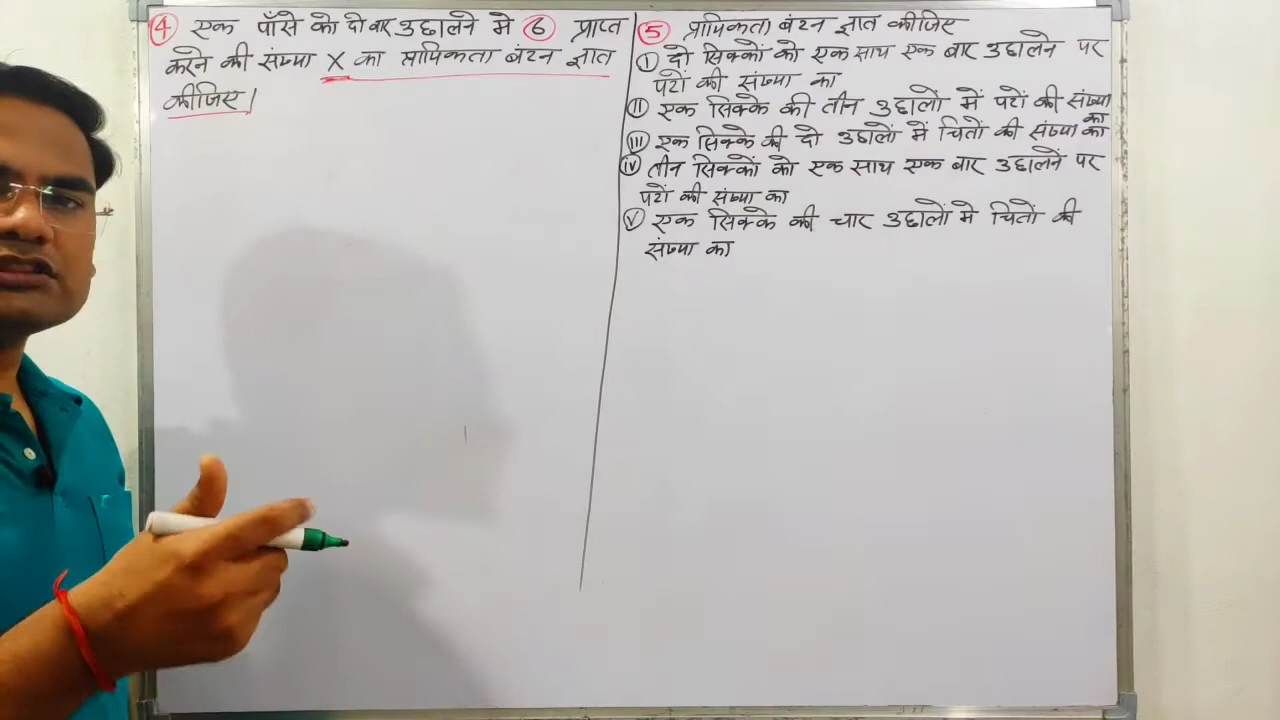 ④ एक पाँसे को दो बार उछालने मे ⑥ प्राप्त
करने की संख्या X का प्रायिकता बंटन ज्ञात
कीजिए।
⑤ प्रायिकता बंटन ज्ञात कीजिए
Ⓘ दो सिक्कों को एक साथ एक बार उछालने पर
पटों की संख्या का
Ⓘⓘ एक सिक्के की तीन उछालों में पटों की संख्या
का
Ⓘⓘⓘ एक सिक्के की दो उछालों में चितों की संख्या का
ⓘⓥ तीन सिक्कों को एक साथ एक बार उछालने पर
पटों की संख्या का
Ⓥ एक सिक्के की चार उछालों मे चितों की
संख्या का